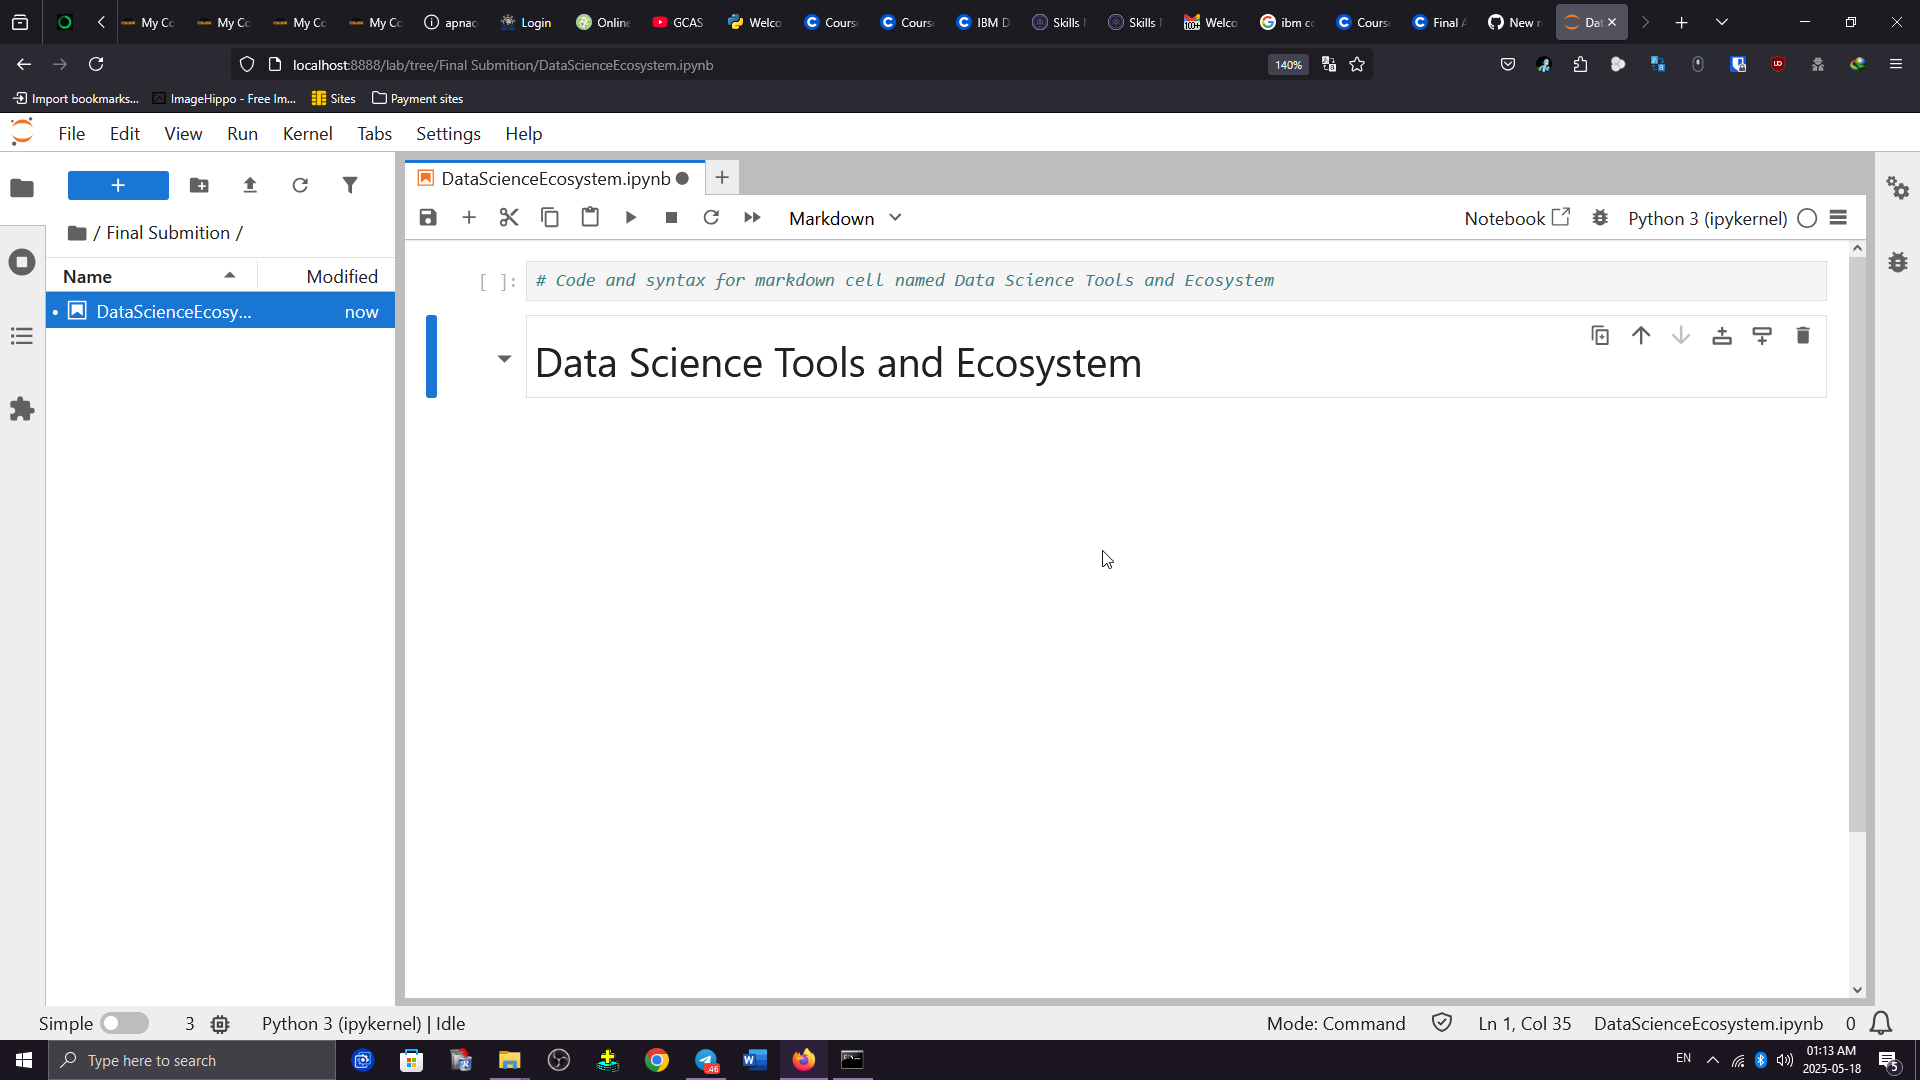 My Co
My Co
My Co
My Co
apnac
Login
Online
GCAS
Welco
Cours
Cours
IBM D
Skills
Skills
Welco
ibm co
Cours
Final
New r
Dat
localhost:8888/lab/tree/Final Submition/DataScienceEcosystem.ipynb
140%
Import bookmarks...
ImageHippo - Free Im...
Sites
Payment sites
File
Edit
View
Run
Kernel
Tabs
Settings
Help
/ Final Submition /
Name
Modified
DataScienceEcosy...
now
DataScienceEcosystem.ipynb
Markdown
Notebook
Python 3 (ipykernel)
[ ]:
# Code and syntax for markdown cell named Data Science Tools and Ecosystem
Data Science Tools and Ecosystem
Simple
3
Python 3 (ipykernel) | Idle
Mode: Command
Ln 1, Col 35
DataScienceEcosystem.ipynb
0
Type here to search
46
EN
01:13 AM
2025-05-18
5